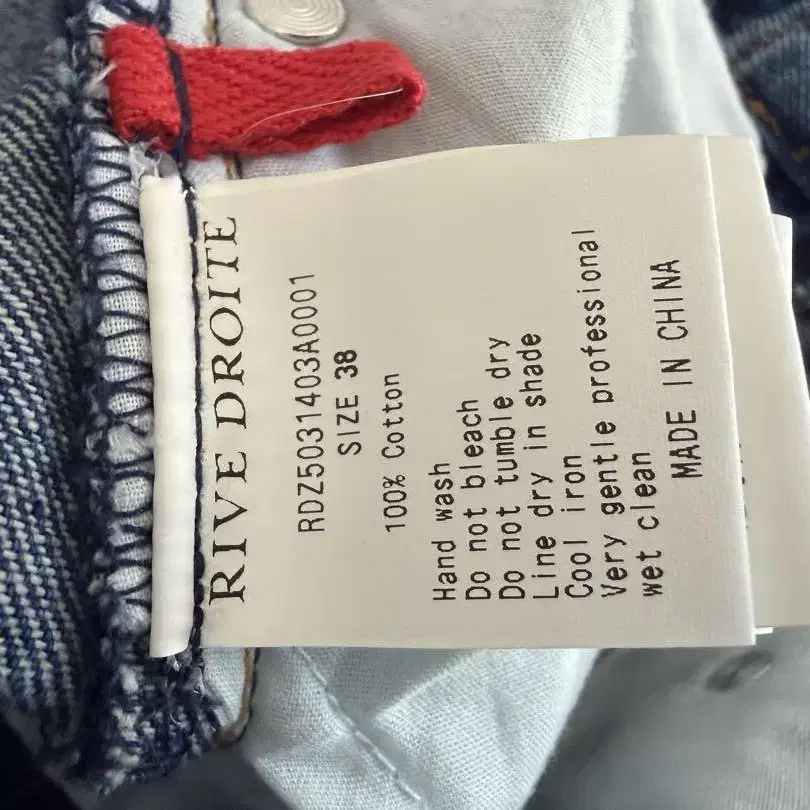 RIVE DROITE
RDZ5031403A0001
SIZE 38
100% Cotton
Hand wash
Do not bleach
Do not tumble dry
Line dry in shade
Cool iron
Very gentle professional
wet clean
MADE IN CHINA